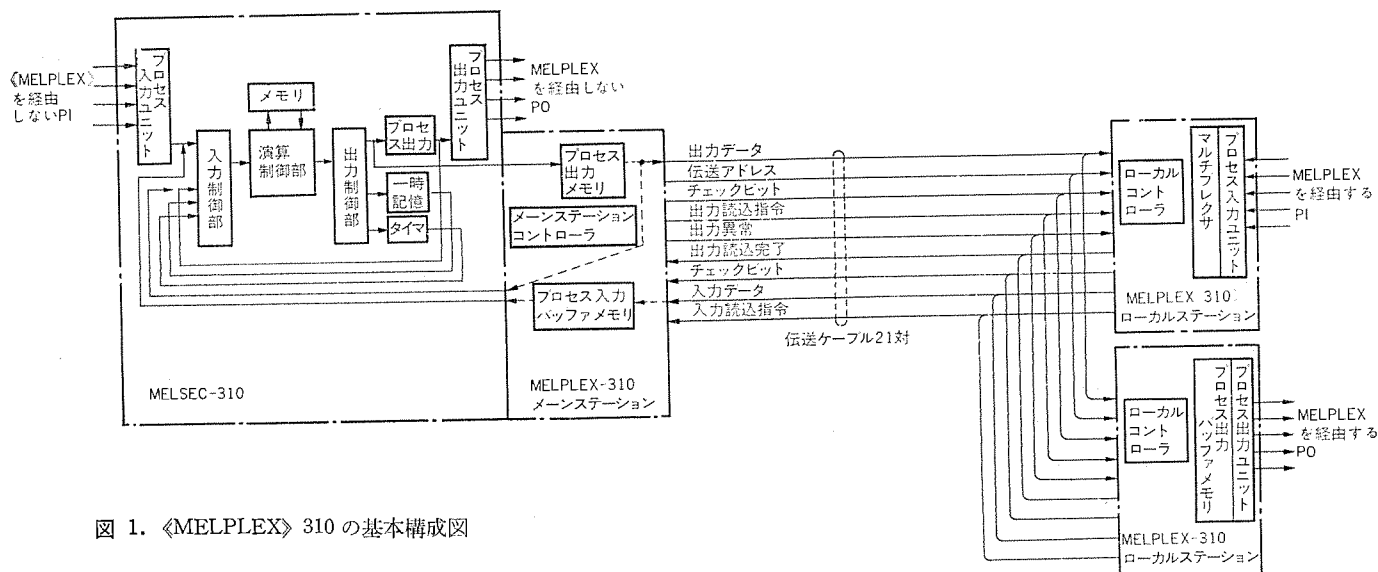 《MELPLEX》
を経由
しないPI
プロセス
入力ユニット
メモリ
入力制御部
演算
制御部
出力制御部
プロセ
ス出力
一時
記憶
タイマ
プロセス
出力ユニット
MELPLEX
を経由しない
PO
MELSEC-310
プロセス
出力
メモリ
メーンステーション
コントローラ
プロセス入力
バッファメモリ
MELPLEX-310
メーンステーション
出力データ
伝送アドレス
チェックビット
出力読込指令
出力異常
出力読込完了
チェックビット
入力データ
入力読込指令
伝送ケーブル21対
ローカル
コント
ローラ
マルチプレクサ
プロセス入力ユニット
MELPLEX
を経由する
PI
MELPLEX 310
ローカルステーション
ローカル
コント
ローラ
プロセス出力
バッファメモリ
プロセス出力ユニット
MELPLEX
を経由する
PO
MELPLEX-310
ローカルステーション
図 1. 《MELPLEX》 310 の基本構成図